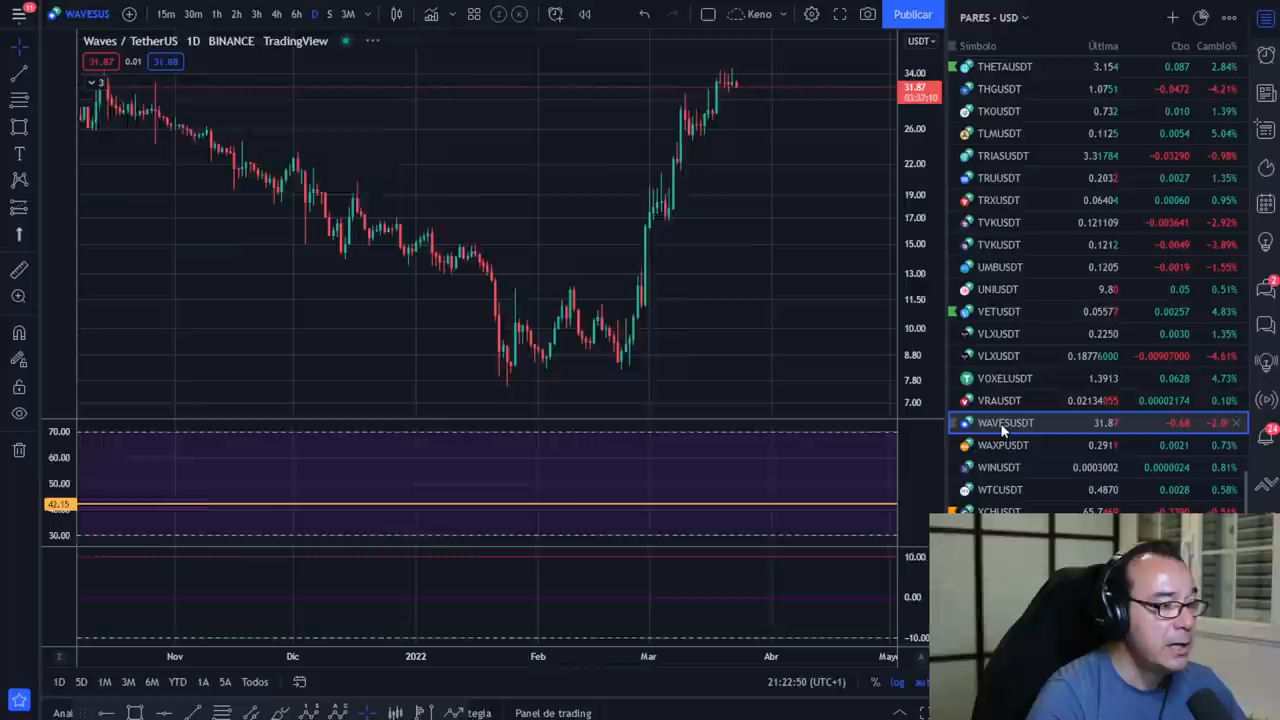 11
WAVESUS
15m 30m 1h 2h 3h 4h 6h D S 3M
Keno
Publicar
Waves / TetherUS 1D BINANCE TradingView
31.87 0.01 31.88
3
USDT
34.00
31.87
03:37:10
26.00
22.00
19.00
17.00
15.00
13.00
11.50
10.00
8.80
7.80
7.00
70.00
60.00
50.00
42.15
40.00
30.00
10.00
0.00
-10.00
Nov Dic 2022 Feb Mar Abr
1D 5D 1M 3M 6M YTD 1A 5A Todos
21:22:50 (UTC+1)
% log
tegla Panel de trading
PARES - USD
Símbolo Última Cbo Cambio%
THETAUSDT 3.154 0.087 2.84%
THGUSDT 1.0751 -0.0472 -4.21%
TKOUSDT 0.732 0.010 1.39%
TLMUSDT 0.1125 0.0054 5.04%
TRIASUSDT 3.31784 -0.03290 -0.98%
TRUUSDT 0.2032 0.0027 1.35%
TRXUSDT 0.06404 0.00060 0.95%
TVKUSDT 0.121109 -0.003641 -2.92%
TVKUSDT 0.1212 -0.0049 -3.89%
UMBUSDT 0.1205 -0.0019 -1.55%
UNIUSDT 9.80 0.05 0.51%
VETUSDT 0.05577 0.00257 4.83%
VLXUSDT 0.2250 0.0030 1.35%
VLXUSDT 0.18776000 -0.00907000 -4.61%
VOXELUSDT 1.3913 0.0628 4.73%
VRAUSDT 0.02134055 0.00002174 0.10%
WAVESUSDT 31.87 -0.68
WAXPUSDT 0.2911 0.0021 0.73%
WINUSDT 0.0003002 0.0000024 0.81%
WTCUSDT 0.4870 0.0028 0.58%
2
24